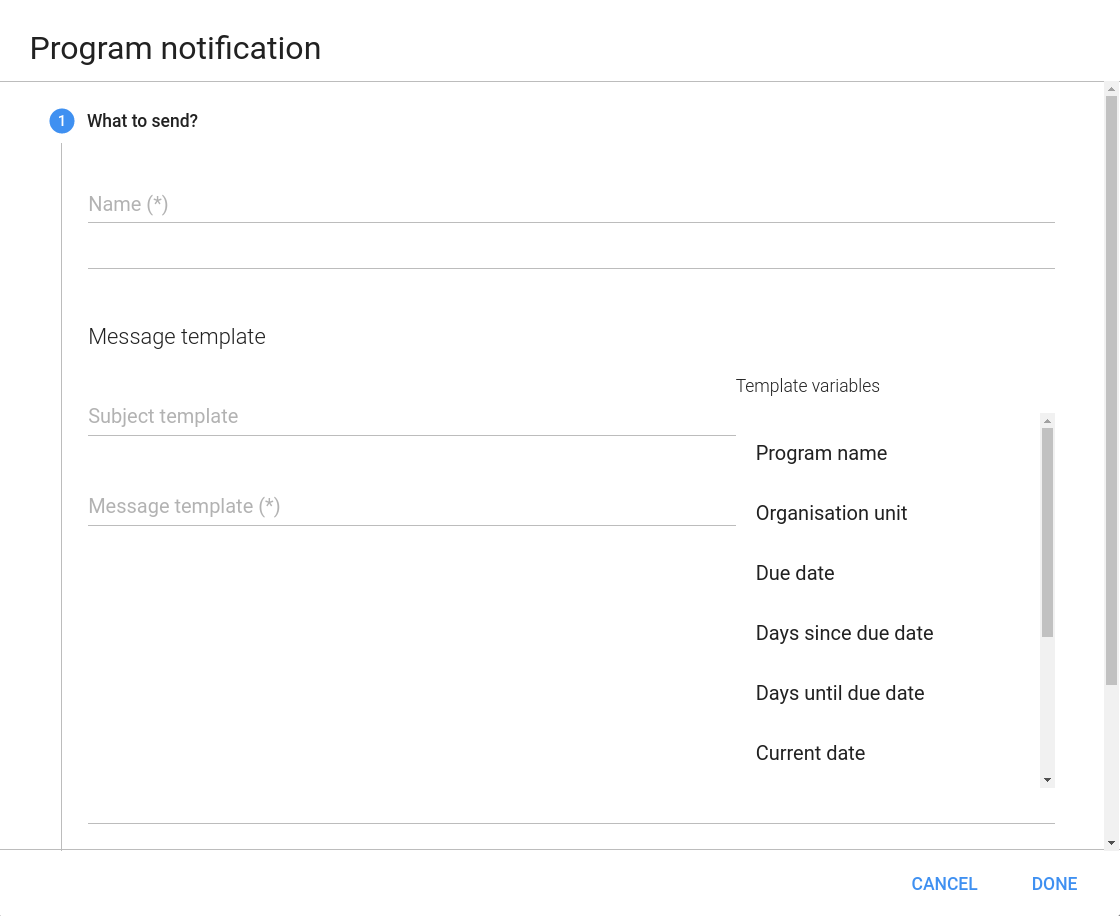 Program notification
1 What to send?
Name (*)
Message template
Template variables
Subject template
Program name
Message template (*)
Organisation unit
Due date
Days since due date
Days until due date
Current date
CANCEL DONE